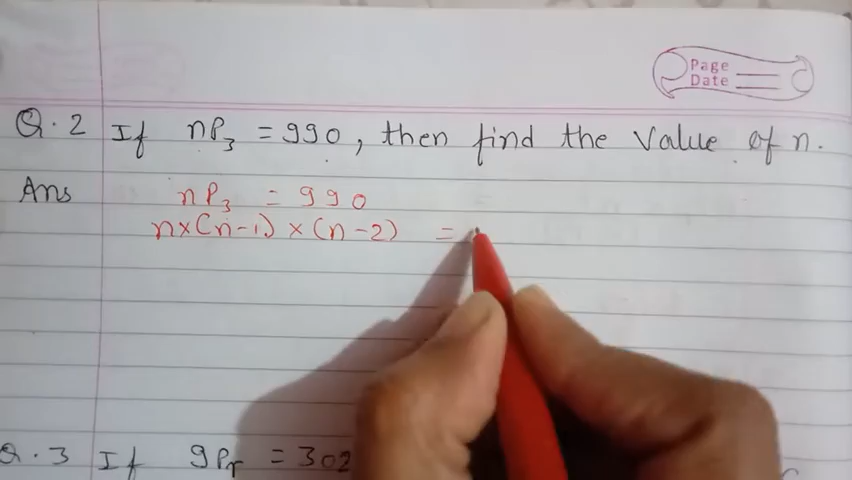 Page
Date
Q.2 If nP₃ = 990, then find the Value of n.
Ans nP₃ = 990
n×(n-1)×(n-2) =
Q.3 If 9Pr = 302